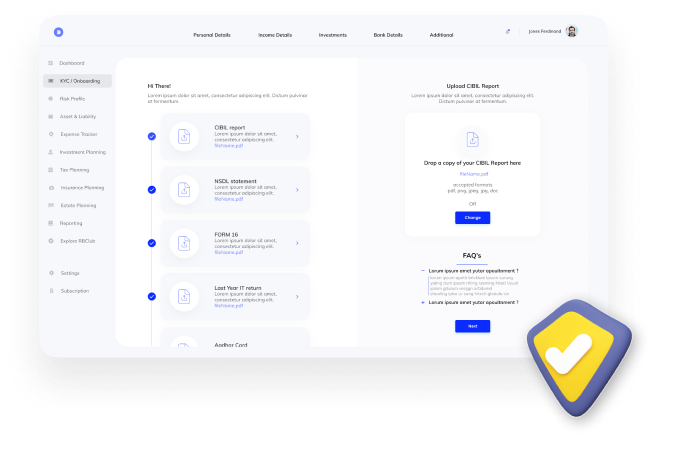 Personal Details
Income Details
Investments
Bank Details
Additional
Jones Ferdinand
Dashboard
KYC / Onboarding
Risk Profile
Asset & Liability
Expense Tracker
Investment Planning
Tax Planning
Insurance Planning
Estate Planning
Reporting
Explore RBClub
Settings
Subscription
Hi There!
Lorem ipsum dolor sit amet, consectetur adipiscing elit. Dictum pulvinar
at fermentum.
CIBIL report
Lorem ipsum dolor sit amet,
consectetur adipiscing elit.
fileName.pdf
NSDL statement
Lorem ipsum dolor sit amet,
consectetur adipiscing elit.
fileName.pdf
FORM 16
Lorem ipsum dolor sit amet,
consectetur adipiscing elit.
fileName.pdf
Last Year IT return
Lorem ipsum dolor sit amet,
consectetur adipiscing elit.
fileName.pdf
Aadhar Card
Upload CIBIL Report
Lorem ipsum dolor sit amet, consectetur adipiscing elit.
Dictum pulvinar at fermentum.
Drop a copy of your CIBIL Report here
fileName.pdf
accepted formats
pdf, png, jpeg, jpg, doc
OR
Change
FAQ's
Lorum ipsum amet yutor apouitnment ?
Lorum ipsum amet yutor apouitnment ?
Next